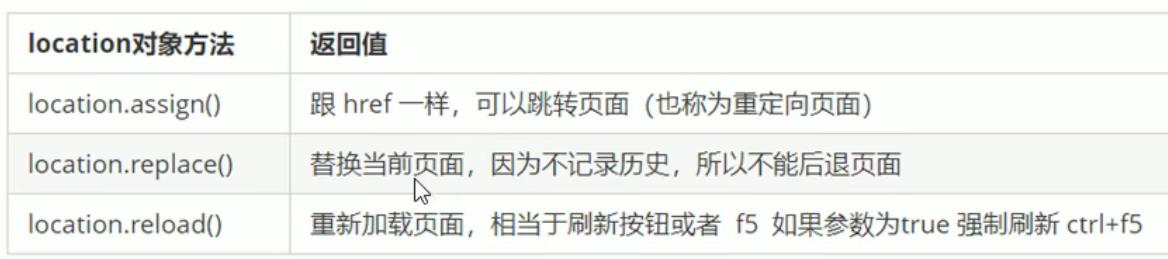 location对象方法 返回值
location.assign() 跟 href 一样，可以跳转页面（也称为重定向页面）
location.replace() 替换当前页面，因为不记录历史，所以不能后退页面
location.reload() 重新加载页面，相当于刷新按钮或者 f5 如果参数为true 强制刷新 ctrl+f5